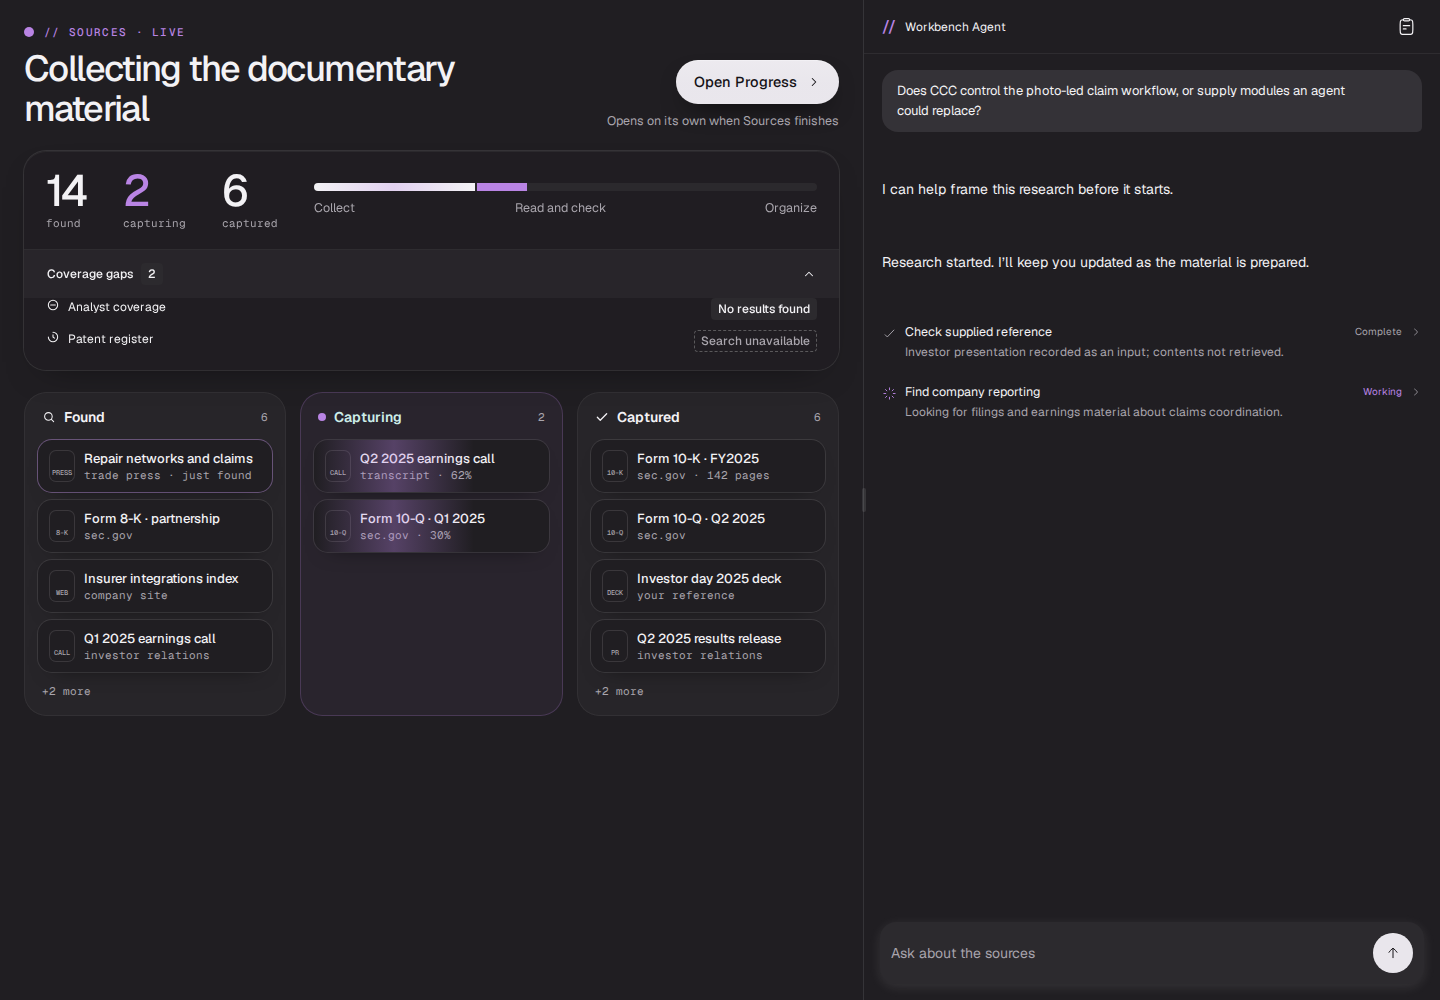 // SOURCES · LIVE
Collecting the documentary
material
Open Progress
Opens on its own when Sources finishes
14
found
2
capturing
6
captured
Collect
Read and check
Organize
Coverage gaps 2
Analyst coverage
No results found
Patent register
Search unavailable
Found 6
PRESS
Repair networks and claims
trade press · just found
8-K
Form 8-K · partnership
sec.gov
WEB
Insurer integrations index
company site
CALL
Q1 2025 earnings call
investor relations
+2 more
Capturing 2
CALL
Q2 2025 earnings call
transcript · 62%
10-Q
Form 10-Q · Q1 2025
sec.gov · 30%
Captured 6
10-K
Form 10-K · FY2025
sec.gov · 142 pages
10-Q
Form 10-Q · Q2 2025
sec.gov
DECK
Investor day 2025 deck
your reference
PR
Q2 2025 results release
investor relations
+2 more
// Workbench Agent
Does CCC control the photo-led claim workflow, or supply modules an agent
could replace?
I can help frame this research before it starts.
Research started. I'll keep you updated as the material is prepared.
Check supplied reference
Complete
Investor presentation recorded as an input; contents not retrieved.
Find company reporting
Working
Looking for filings and earnings material about claims coordination.
Ask about the sources